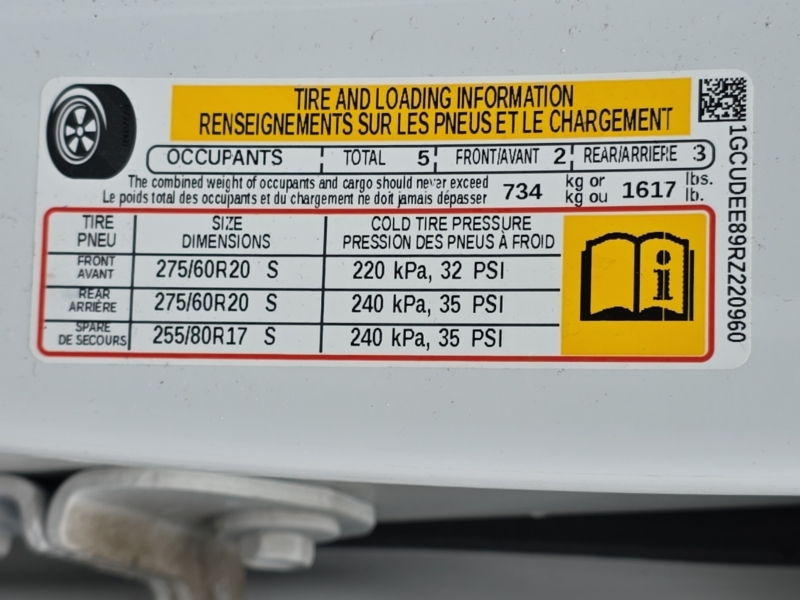 TIRE AND LOADING INFORMATION
RENSEIGNEMENTS SUR LES PNEUS ET LE CHARGEMENT
OCCUPANTS TOTAL 5 FRONT/AVANT 2 REAR/ARRIERE 3
The combined weight of occupants and cargo should never exceed 734 kg or 1617 lbs.
Le poids total des occupants et du chargement ne doit jamais dépasser kg ou lb.
TIRE SIZE COLD TIRE PRESSURE
PNEU DIMENSIONS PRESSION DES PNEUS À FROID
FRONT
AVANT 275/60R20 S 220 kPa, 32 PSI
REAR
ARRIÈRE 275/60R20 S 240 kPa, 35 PSI
SPARE
DE SECOURS 255/80R17 S 240 kPa, 35 PSI
i
1GCUDEE89RZ220960